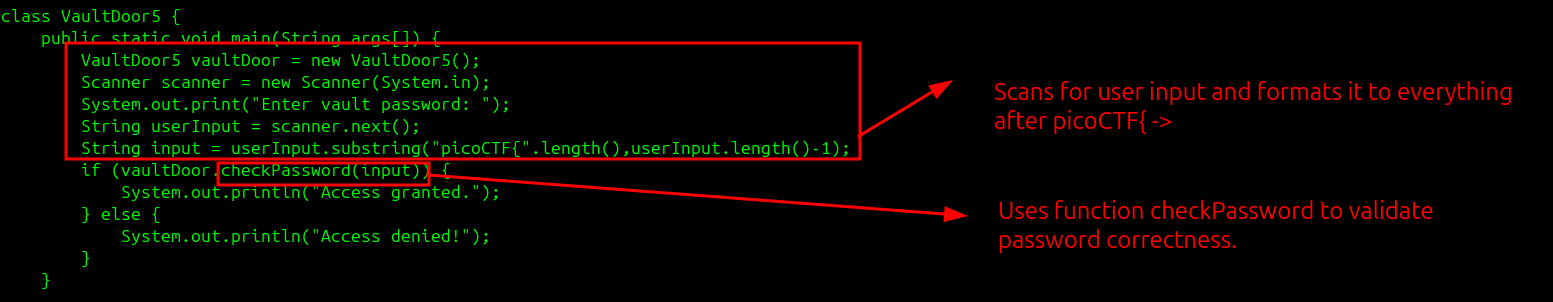 class VaultDoor5 {
    public static void main(String args[]) {
        VaultDoor5 vaultDoor = new VaultDoor5();
        Scanner scanner = new Scanner(System.in);
        System.out.print("Enter vault password: ");
        String userInput = scanner.next();
        String input = userInput.substring("picoCTF{".length(),userInput.length()-1);
        if (vaultDoor.checkPassword(input)) {
            System.out.println("Access granted.");
        } else {
            System.out.println("Access denied!");
        }
    }
Scans for user input and formats it to everything
after picoCTF{ ->
Uses function checkPassword to validate
password correctness.